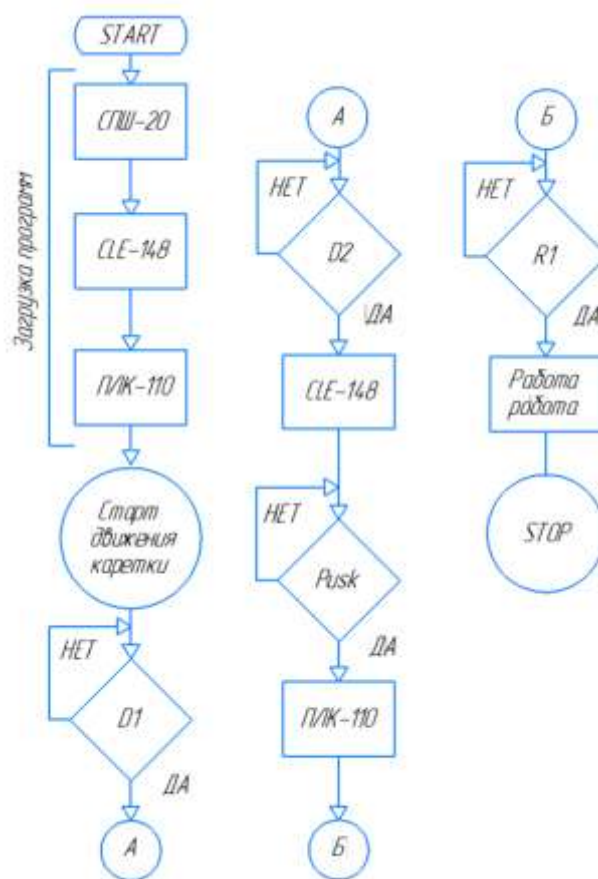 START
Загрузка программ
СПШ-20
CLE-148
ПЛК-110
Старт
движения
каретки
НЕТ
D1
ДА
А
А
НЕТ
D2
ДА
CLE-148
НЕТ
Pusk
ДА
ПЛК-110
Б
Б
НЕТ
R1
ДА
Работа
работа
STOP